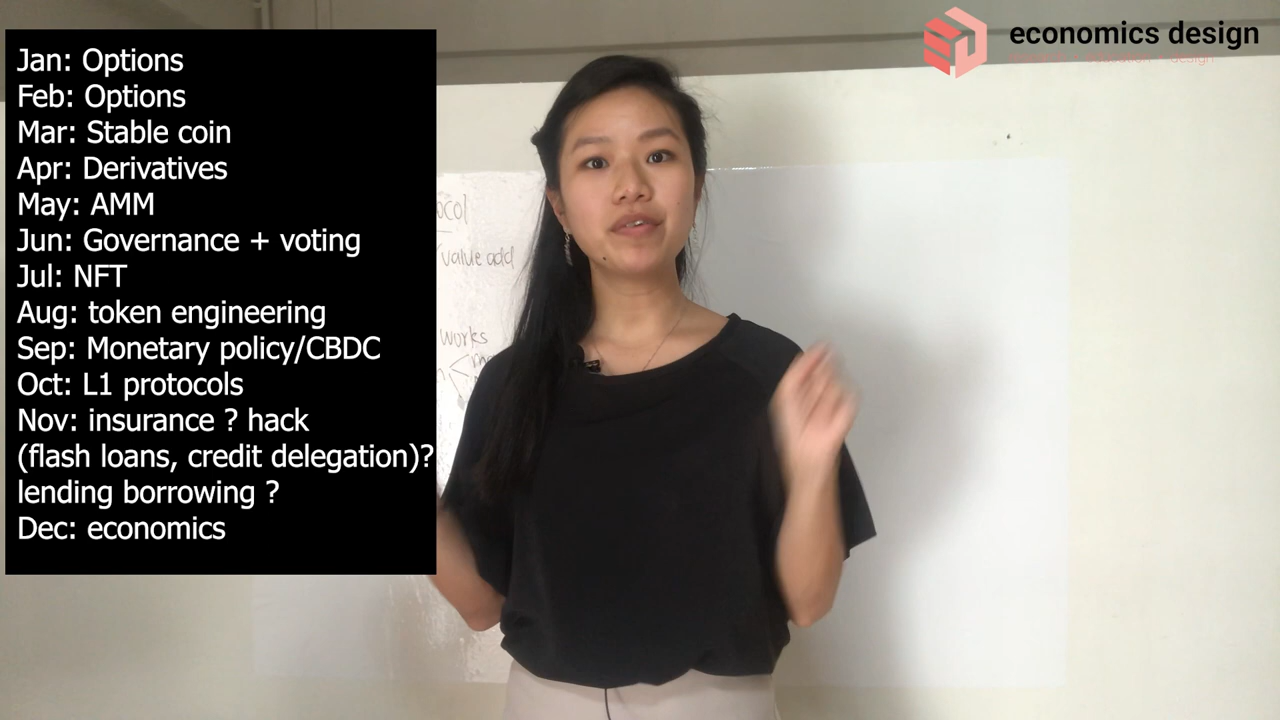 Jan: Options
Feb: Options
Mar: Stable coin
Apr: Derivatives
May: AMM
Jun: Governance + voting
Jul: NFT
Aug: token engineering
Sep: Monetary policy/CBDC
Oct: L1 protocols
Nov: insurance ? hack
(flash loans, credit delegation)?
lending borrowing ?
Dec: economics
economics design
education + design
value add
works